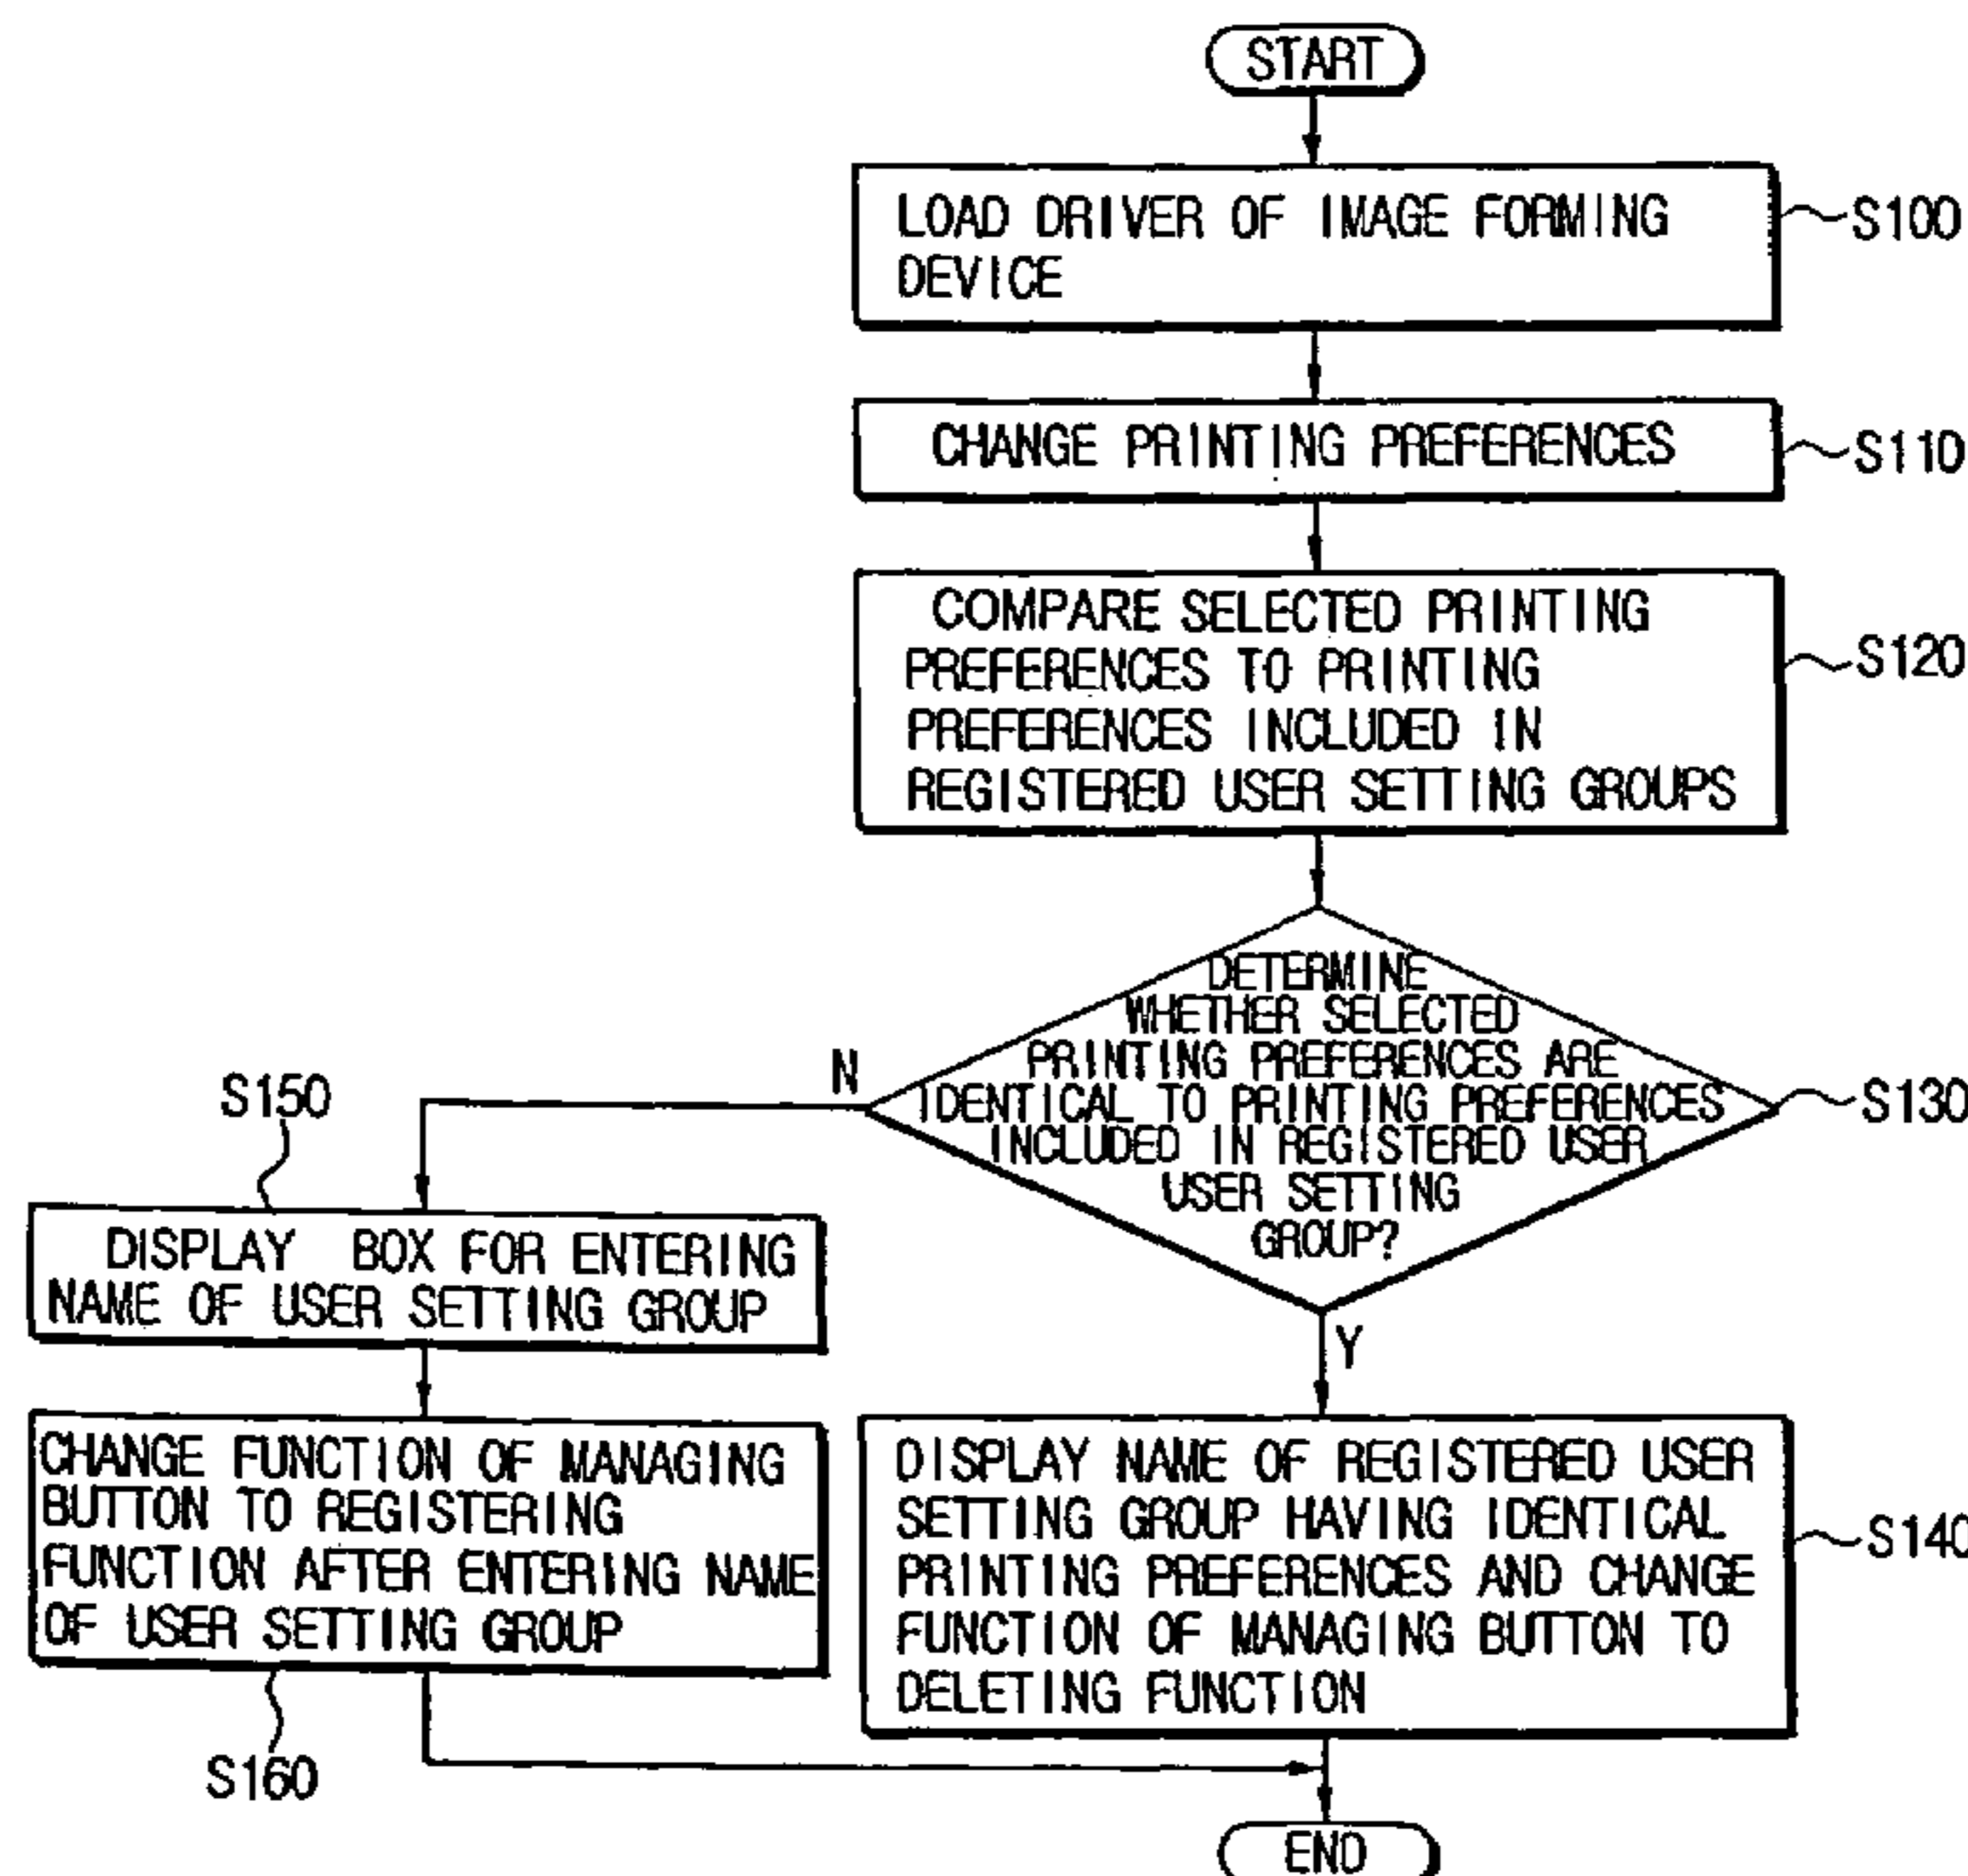 START
LOAD DRIVER OF IMAGE FORMING
DEVICE
S100
CHANGE PRINTING PREFERENCES
S110
COMPARE SELECTED PRINTING
PREFERENCES TO PRINTING
PREFERENCES INCLUDED IN
REGISTERED USER SETTING GROUPS
S120
DETERMINE
WHETHER SELECTED
PRINTING PREFERENCES ARE
IDENTICAL TO PRINTING PREFERENCES
INCLUDED IN REGISTERED USER
USER SETTING
GROUP?
S130
N
Y
S150
DISPLAY BOX FOR ENTERING
NAME OF USER SETTING GROUP
CHANGE FUNCTION OF MANAGING
BUTTON TO REGISTERING
FUNCTION AFTER ENTERING NAME
OF USER SETTING GROUP
S160
DISPLAY NAME OF REGISTERED USER
SETTING GROUP HAVING IDENTICAL
PRINTING PREFERENCES AND CHANGE
FUNCTION OF MANAGING BUTTON TO
DELETING FUNCTION
S140
END